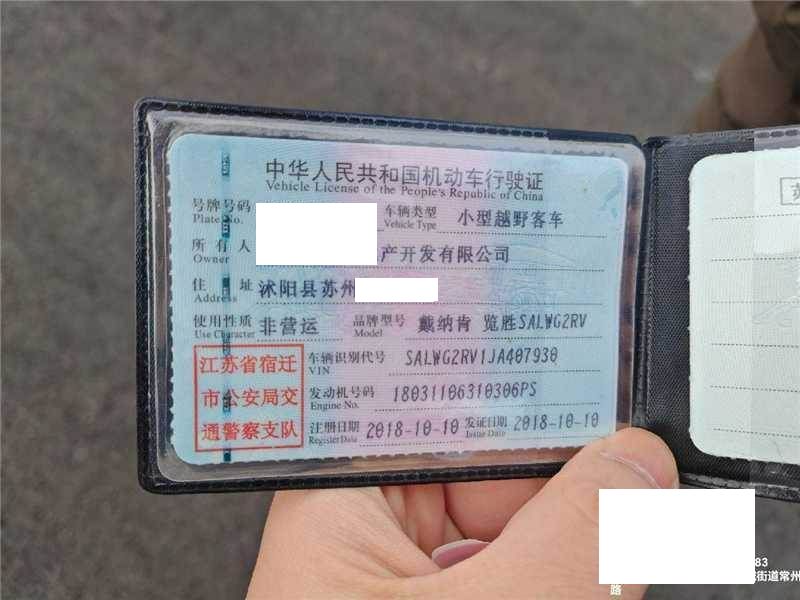 中华人民共和国机动车行驶证
Vehicle License of the People's Republic of China
号牌号码 车辆类型 小型越野客车
Plate No. Vehicle Type
所有人 产开发有限公司
Owner
住址 沭阳县苏州
Address
使用性质 非营运 品牌型号 戴纳肯 览胜SALWG2RV
Use Character Model
江苏省宿迁
市公安局交
通警察支队
车辆识别代号 SALWG2RV1JA407930
VIN
发动机号码 18031106310306PS
Engine No.
注册日期 2018-10-10 发证日期 2018-10-10
Register Date Issue Date
83
街道常州
路